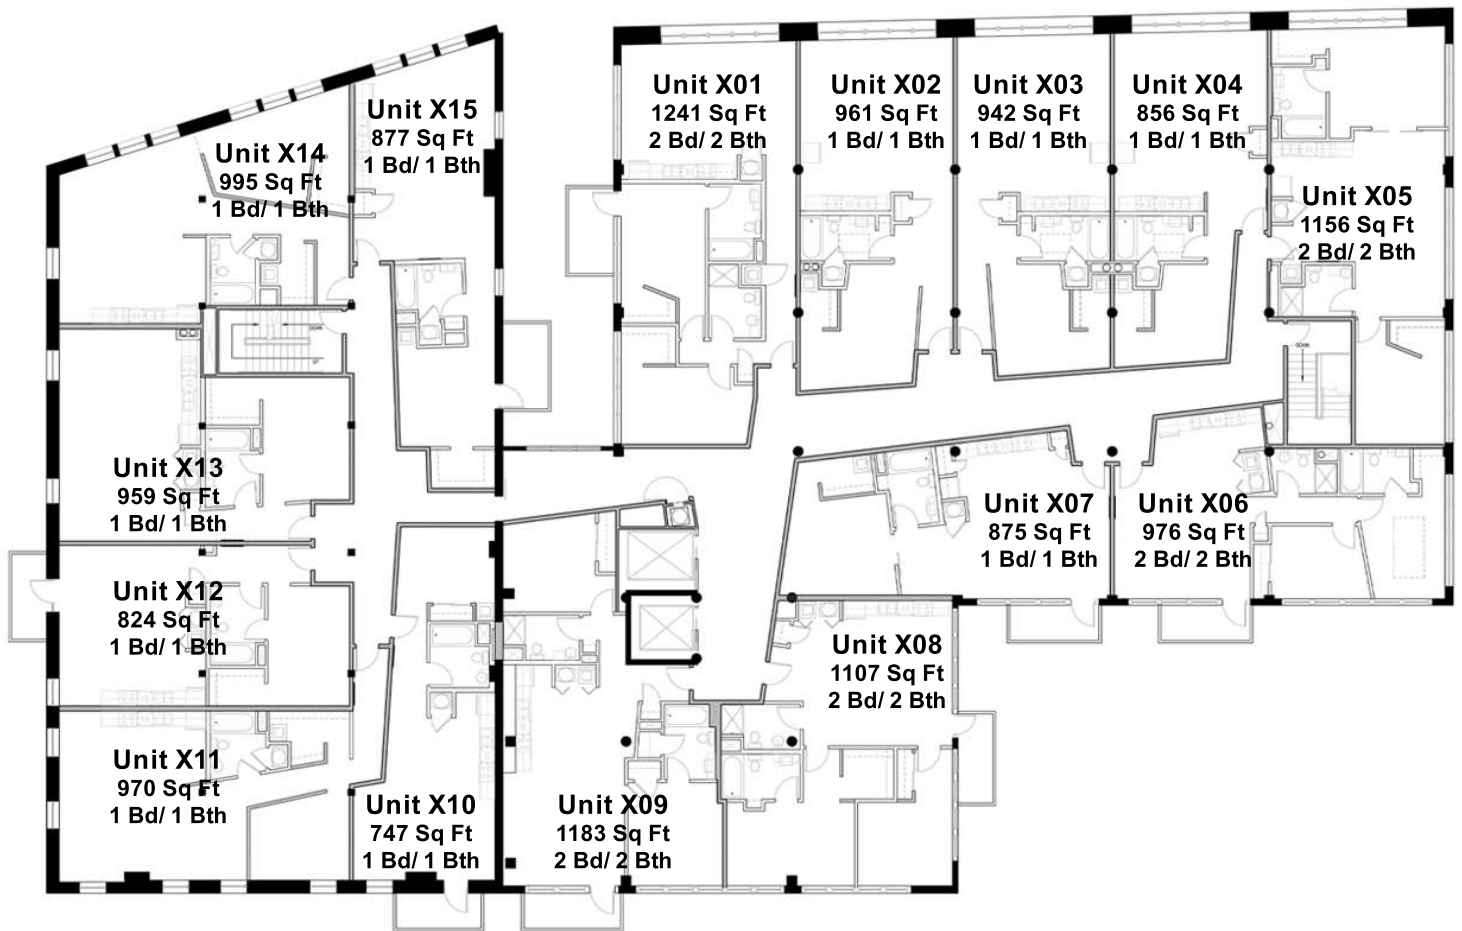 Unit X01
1241 Sq Ft
2 Bd/ 2 Bth
Unit X02
961 Sq Ft
1 Bd/ 1 Bth
Unit X03
942 Sq Ft
1 Bd/ 1 Bth
Unit X04
856 Sq Ft
1 Bd/ 1 Bth
Unit X15
877 Sq Ft
1 Bd/ 1 Bth
Unit X14
995 Sq Ft
1 Bd/ 1 Bth
Unit X05
1156 Sq Ft
2 Bd/ 2 Bth
DOWN
UP
DOWN
Unit X13
959 Sq Ft
1 Bd/ 1 Bth
Unit X07
875 Sq Ft
1 Bd/ 1 Bth
Unit X06
976 Sq Ft
2 Bd/ 2 Bth
Unit X12
824 Sq Ft
1 Bd/ 1 Bth
Unit X08
1107 Sq Ft
2 Bd/ 2 Bth
Unit X11
970 Sq Ft
1 Bd/ 1 Bth
Unit X10
747 Sq Ft
1 Bd/ 1 Bth
Unit X09
1183 Sq Ft
2 Bd/ 2 Bth